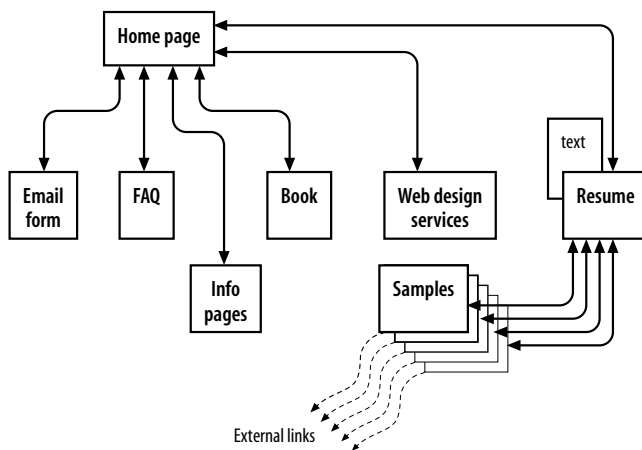 Home page
text
Email
form
FAQ
Book
Web design
services
Resume
Info
pages
Samples
External links